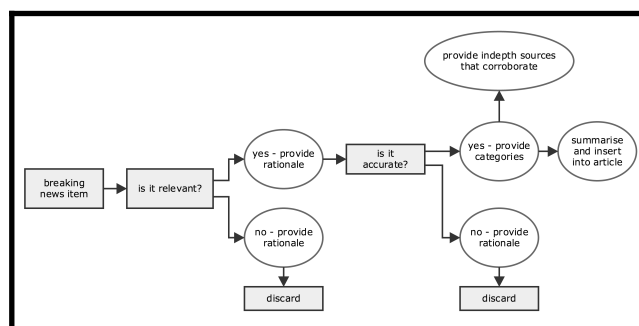 provide indepth sources
that corroborate
yes - provide
rationale
is it
accurate?
yes - provide
categories
summarise
and insert
into article
breaking
news item
is it relevant?
no - provide
rationale
no - provide
rationale
discard
discard